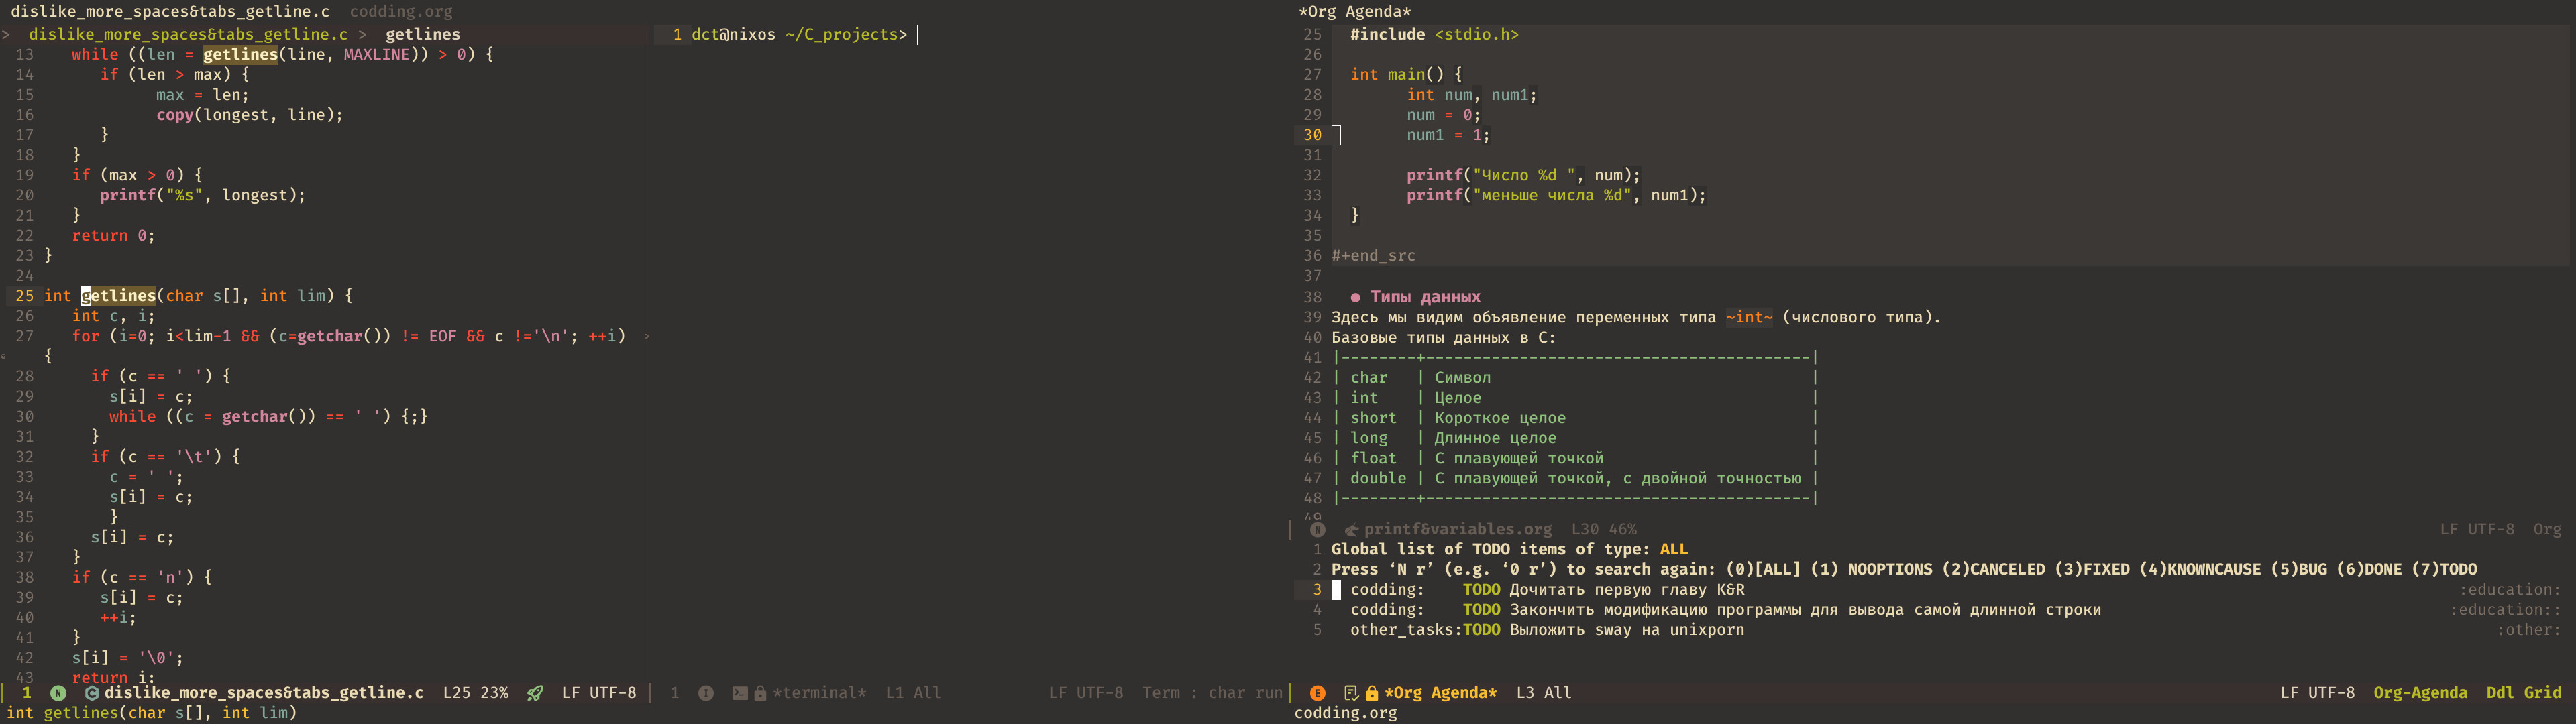 dislike_more_spaces&tabs_getline.c  codding.org
> dislike_more_spaces&tabs_getline.c > getlines
13    while ((len = getlines(line, MAXLINE)) > 0) {
14       if (len > max) {
15             max = len;
16             copy(longest, line);
17       }
18    }
19    if (max > 0) {
20       printf("%s", longest);
21    }
22    return 0;
23 }
24
25 int getlines(char s[], int lim) {
26    int c, i;
27    for (i=0; i<lim-1 && (c=getchar()) != EOF && c !='\n'; ++i)
{
28      if (c == ' ') {
29        s[i] = c;
30        while ((c = getchar()) == ' ') {;}
31      }
32      if (c == '\t') {
33        c = ' ';
34        s[i] = c;
35        }
36      s[i] = c;
37    }
38    if (c == 'n') {
39       s[i] = c;
40       ++i;
41    }
42    s[i] = '\0';
43    return i;
1 N dislike_more_spaces&tabs_getline.c  L25 23%  LF UTF-8
int getlines(char s[], int lim)
1 dct@nixos ~/C_projects>
1 I *terminal*  L1 All  LF UTF-8  Term : char run
*Org Agenda*
25   #include <stdio.h>
26
27   int main() {
28         int num, num1;
29         num = 0;
30         num1 = 1;
31
32         printf("Число %d ", num);
33         printf("меньше числа %d", num1);
34   }
35
36 #+end_src
37
38   ● Типы данных
39 Здесь мы видим объявление переменных типа ~int~ (числового типа).
40 Базовые типы данных в C:
41 |--------+-----------------------------------------|
42 | char   | Символ                                  |
43 | int    | Целое                                   |
44 | short  | Короткое целое                          |
45 | long   | Длинное целое                           |
46 | float  | С плавующей точкой                      |
47 | double | С плавующей точкой, с двойной точностью |
48 |--------+-----------------------------------------|
49
N printf&variables.org  L30 46%  LF UTF-8  Org
1 Global list of TODO items of type: ALL
2 Press ‘N r’ (e.g. ‘0 r’) to search again: (0)[ALL] (1) NOOPTIONS (2)CANCELED (3)FIXED (4)KNOWNCAUSE (5)BUG (6)DONE (7)TODO
3   codding:    TODO Дочитать первую главу K&R  :education:
4   codding:    TODO Закончить модификацию программы для вывода самой длинной строки  :education::
5   other_tasks:TODO Выложить sway на unixporn  :other:
E *Org Agenda*  L3 All  LF UTF-8  Org-Agenda  Ddl Grid
codding.org